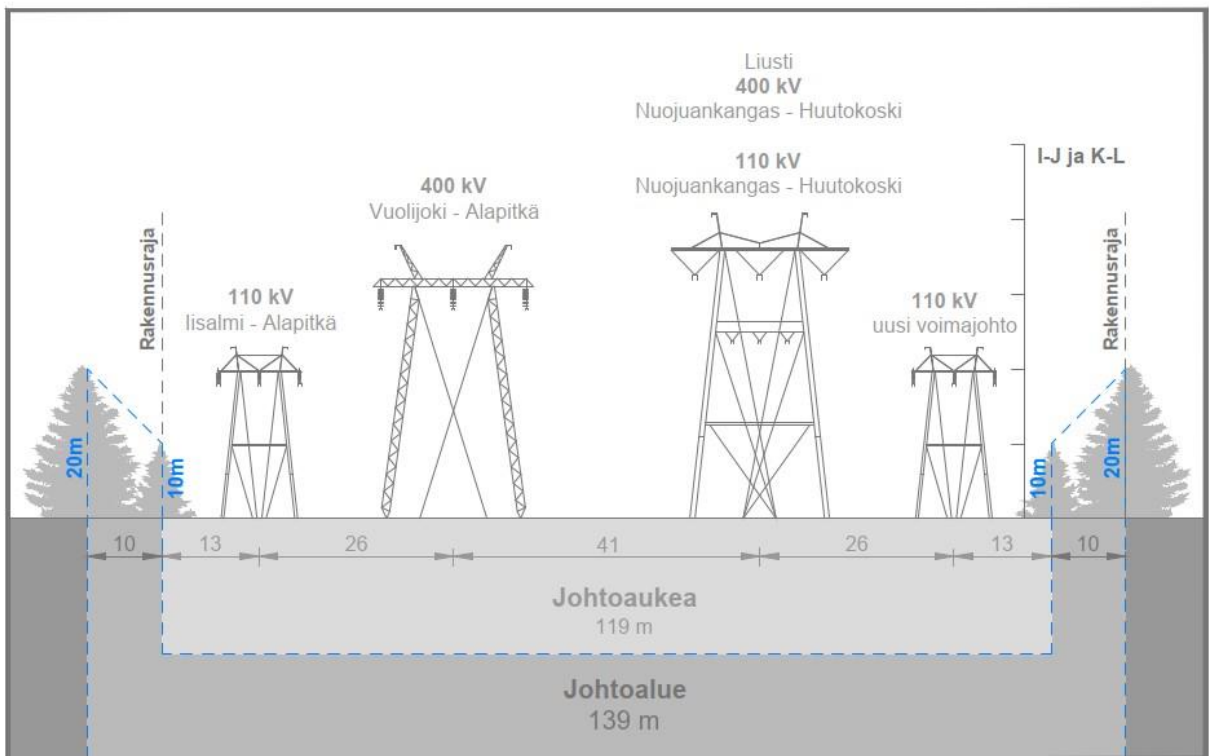 Liusti
400 kV
Nuojuankangas - Huutokoski
110 kV
Nuojuankangas - Huutokoski
I-J ja K-L
400 kV
Vuolijoki - Alapitkä
Rakennusraja
110 kV
Iisalmi - Alapitkä
110 kV
uusi voimajohto
Rakennusraja
20m
10m
10m
20m
10 13 26 41 26 13 10
Johtoaukea
119 m
Johtoalue
139 m